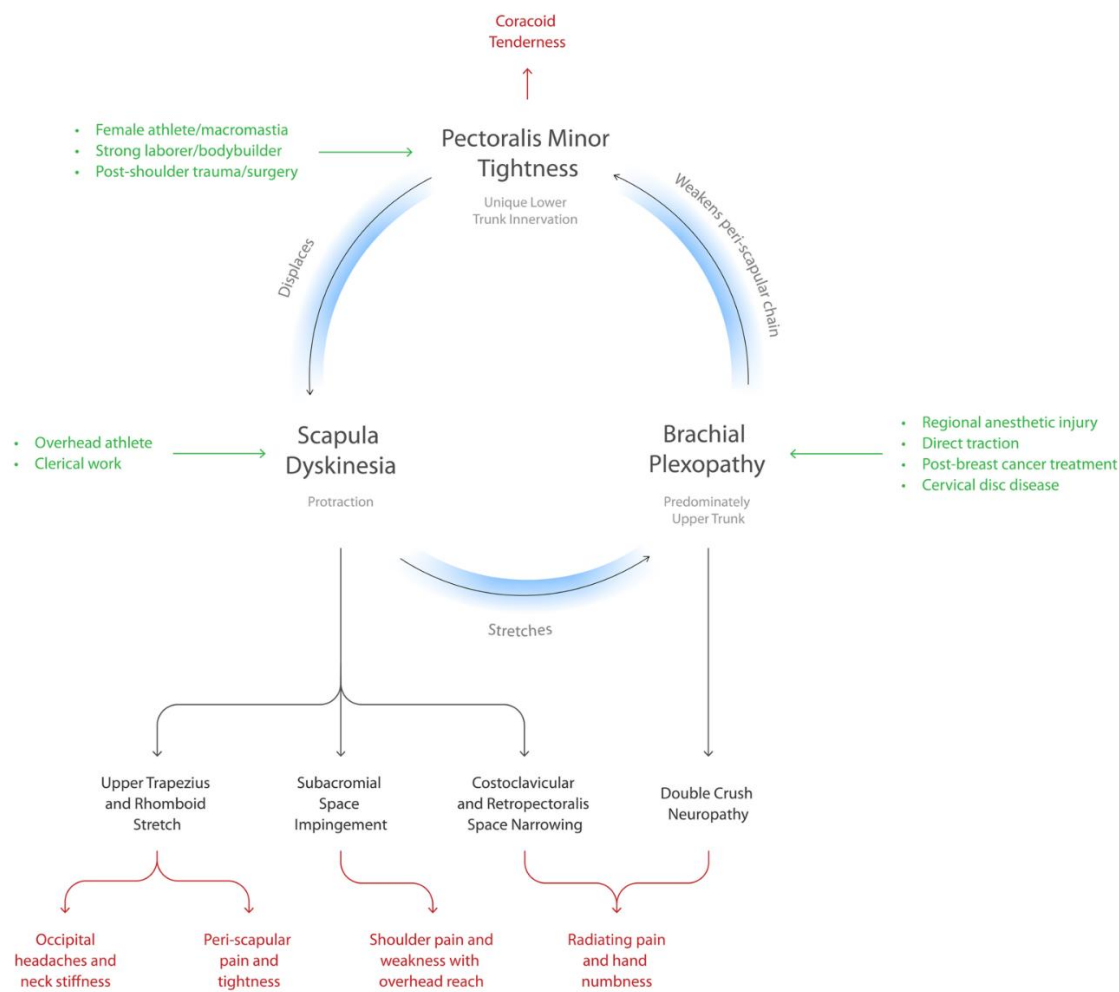 Coracoid
Tenderness
• Female athlete/macromastia
• Strong laborer/bodybuilder
• Post-shoulder trauma/surgery
Pectoralis Minor
Tightness
Unique Lower
Trunk Innervation
Displaces
Weakens peri-scapular chain
• Overhead athlete
• Clerical work
Scapula
Dyskinesia
Protraction
Brachial
Plexopathy
Predominately
Upper Trunk
• Regional anesthetic injury
• Direct traction
• Post-breast cancer treatment
• Cervical disc disease
Stretches
Upper Trapezius
and Rhomboid
Stretch
Subacromial
Space
Impingement
Costoclavicular
and Retropectoralis
Space Narrowing
Double Crush
Neuropathy
Occipital
headaches and
neck stiffness
Peri-scapular
pain and
tightness
Shoulder pain and
weakness with
overhead reach
Radiating pain
and hand
numbness